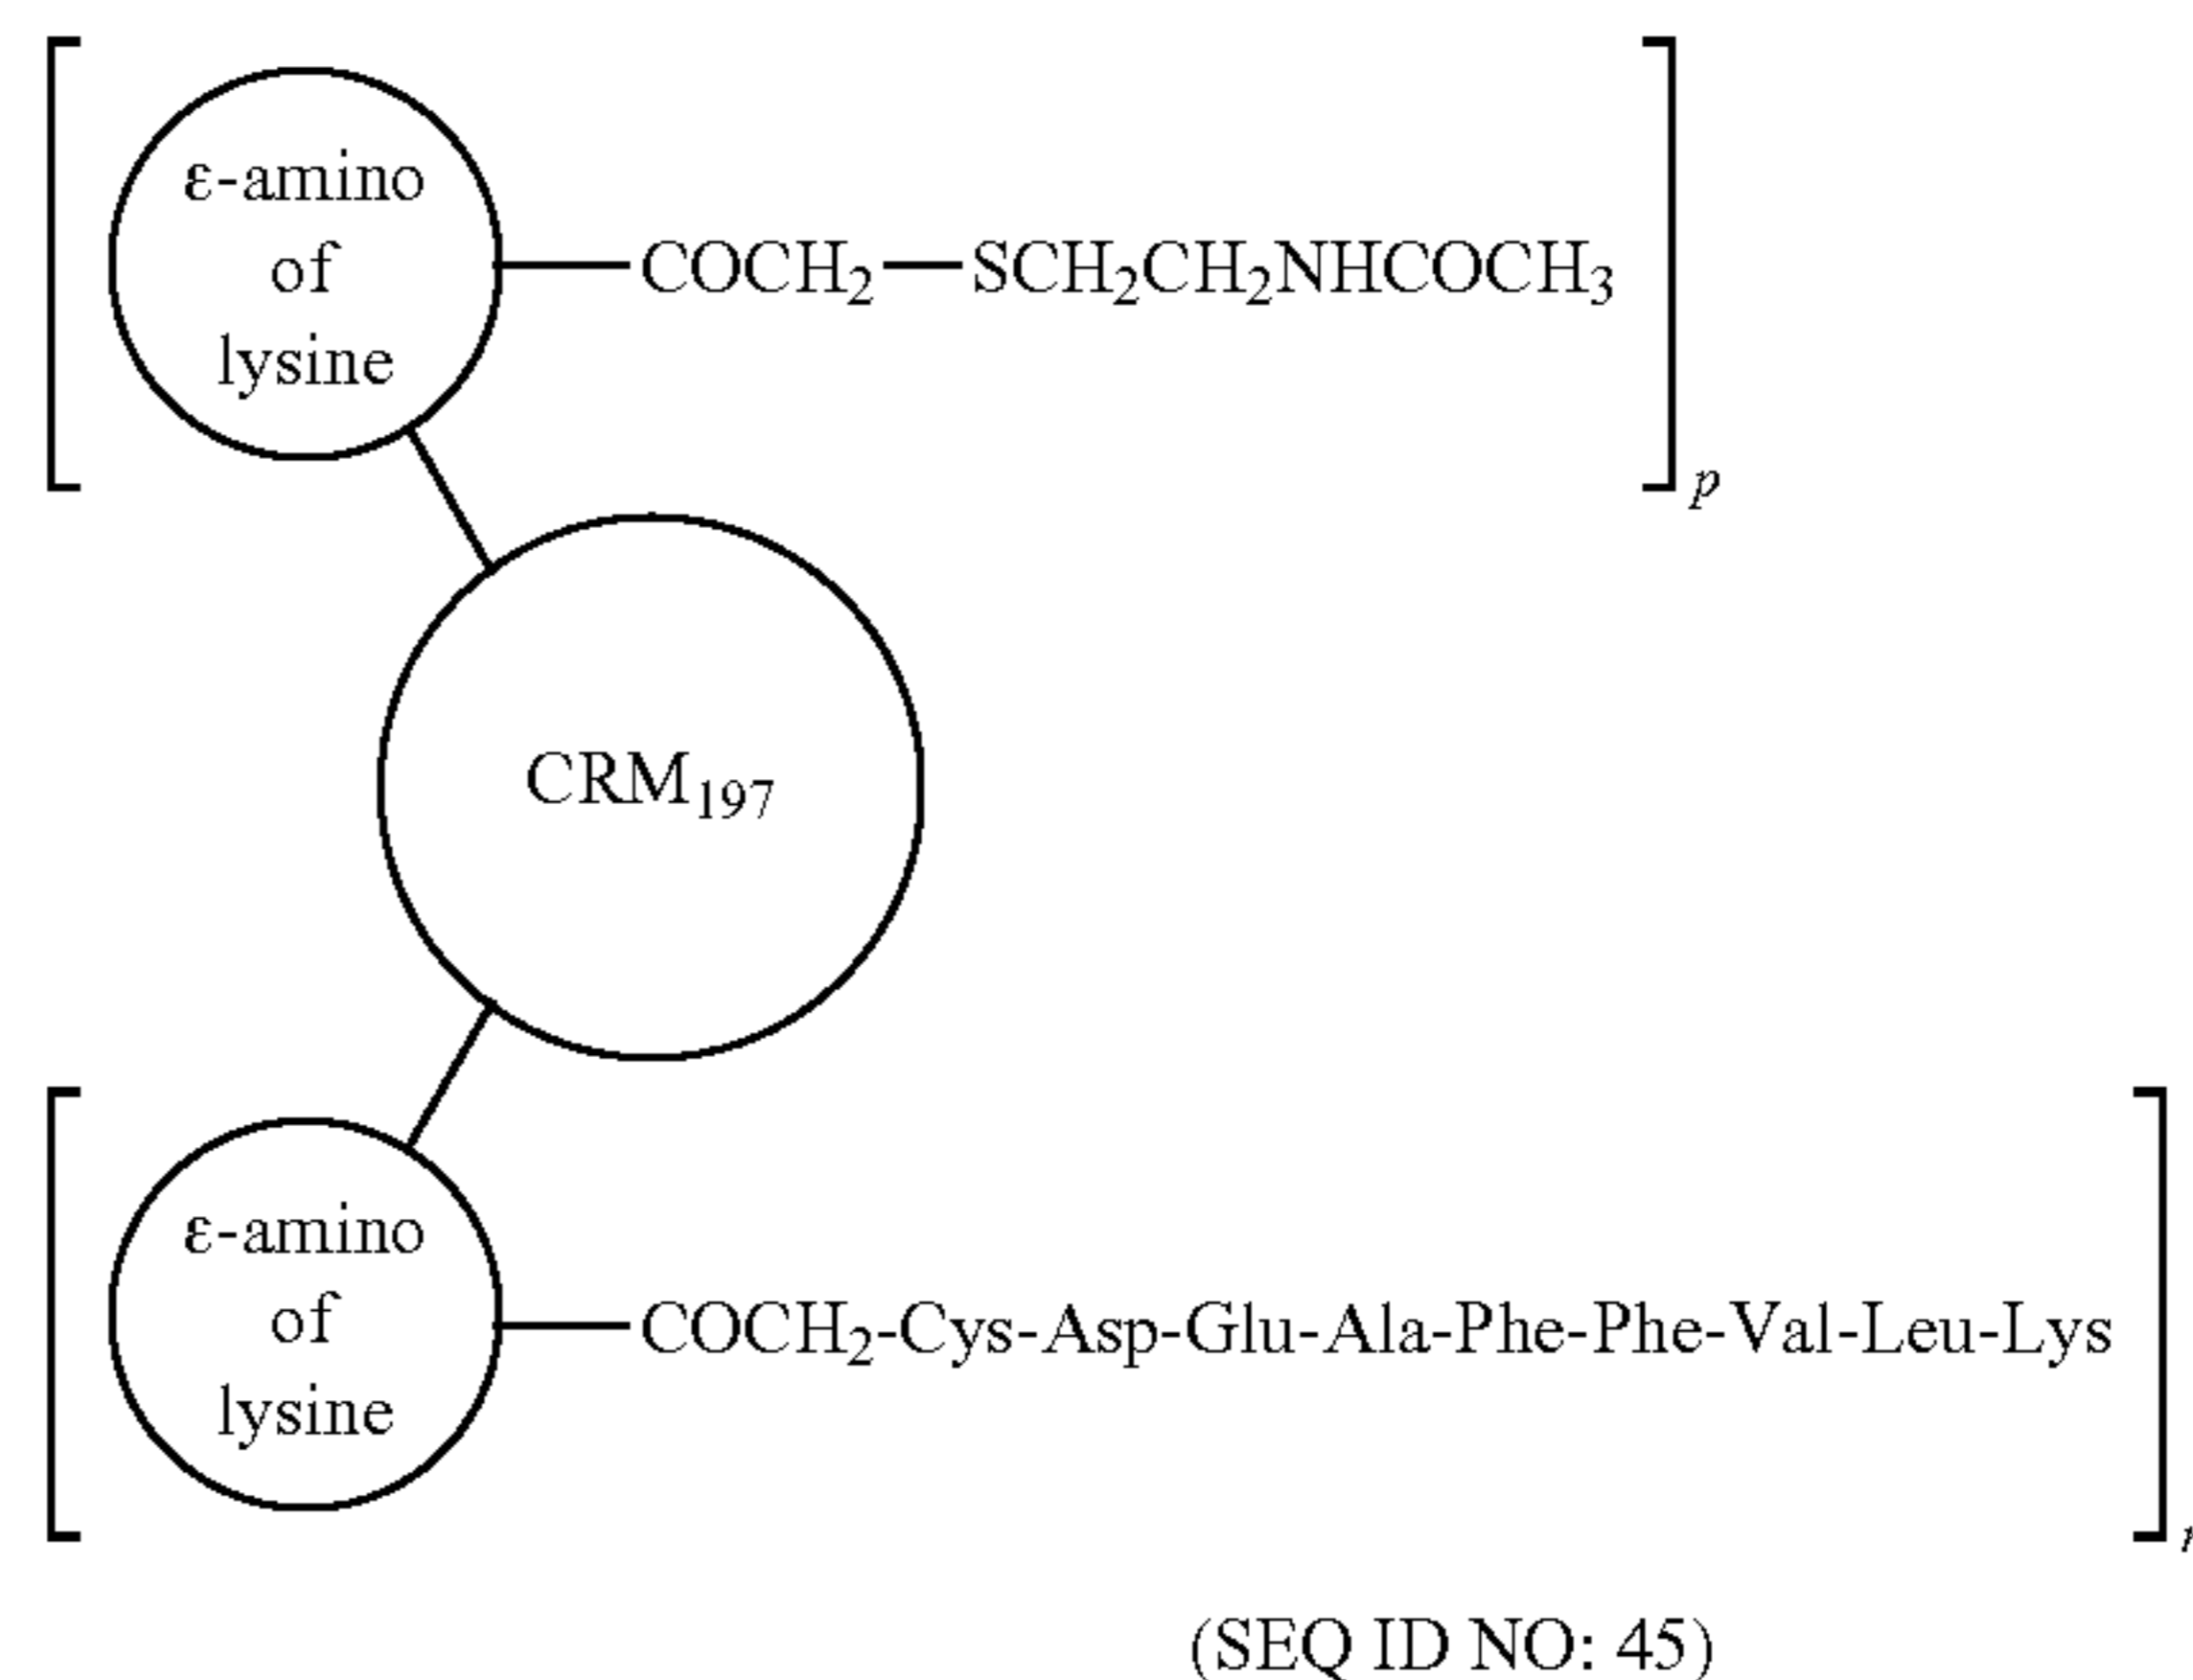 ε-amino
of
lysine
COCH₂—SCH₂CH₂NHCOCH₃
p
CRM₁₉₇
ε-amino
of
lysine
COCH₂-Cys-Asp-Glu-Ala-Phe-Phe-Val-Leu-Lys
(SEQ ID NO: 45)